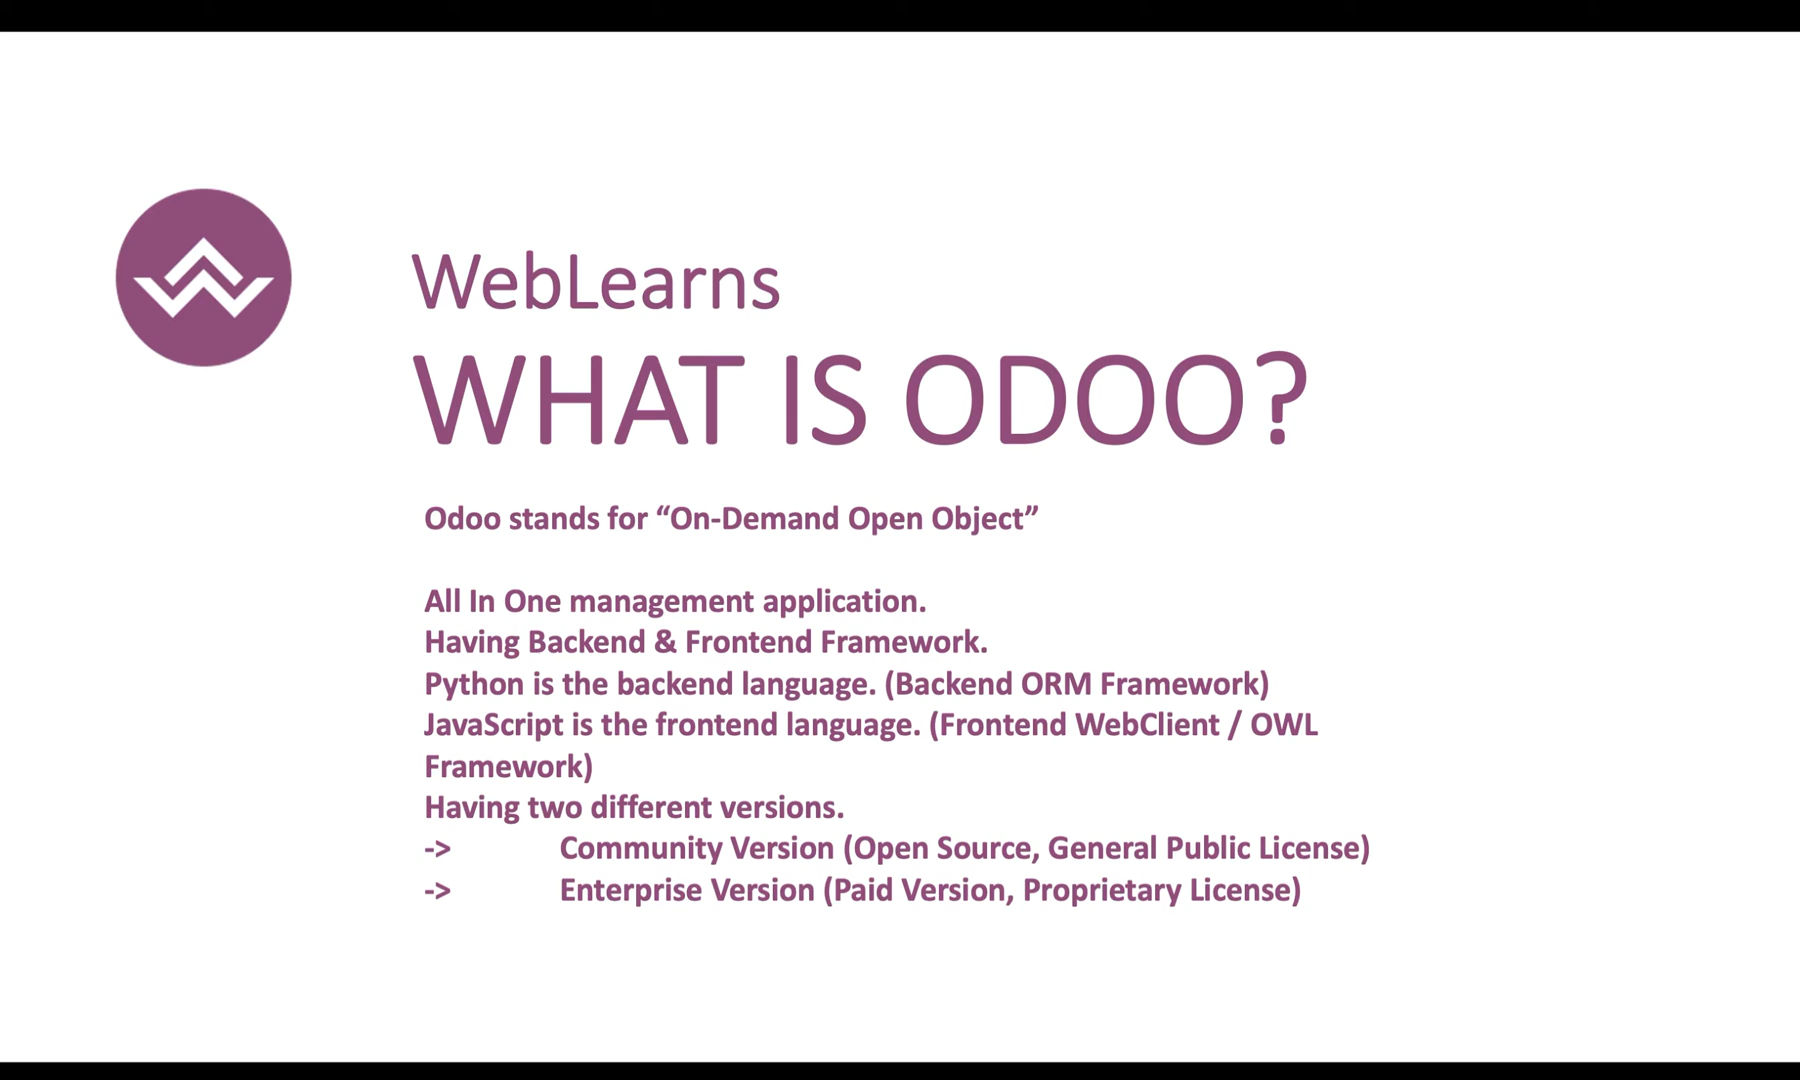 WebLearns
WHAT IS ODOO?
Odoo stands for “On-Demand Open Object”
All In One management application.
Having Backend & Frontend Framework.
Python is the backend language. (Backend ORM Framework)
JavaScript is the frontend language. (Frontend WebClient / OWL
Framework)
Having two different versions.
-> Community Version (Open Source, General Public License)
-> Enterprise Version (Paid Version, Proprietary License)